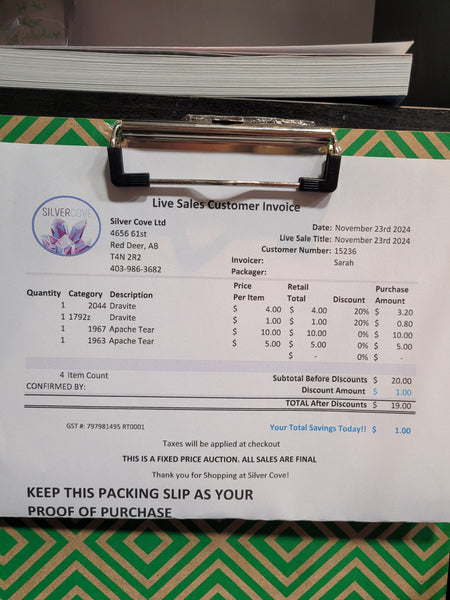 Live Sales Customer Invoice
SILVERCOVE
Silver Cove Ltd
4656 61st
Red Deer, AB
T4N 2R2
403-986-3682
Date: November 23rd 2024
Live Sale Title: November 23rd 2024
Customer Number: 15236
Invoicer: Sarah
Packager:
Quantity Category Description Price Per Item Retail Total Discount Purchase Amount
1 2044 Dravite $ 4.00 $ 4.00 20% $ 3.20
1 1792z Dravite $ 1.00 $ 1.00 20% $ 0.80
1 1967 Apache Tear $ 10.00 $ 10.00 0% $ 10.00
1 1963 Apache Tear $ 5.00 $ 5.00 0% $ 5.00
$ - 0% $ -
4 Item Count
Subtotal Before Discounts $ 20.00
CONFIRMED BY:
Discount Amount $ 1.00
TOTAL After Discounts $ 19.00
GST #: 797981495 RT0001
Your Total Savings Today!! $ 1.00
Taxes will be applied at checkout
THIS IS A FIXED PRICE AUCTION. ALL SALES ARE FINAL
Thank you for Shopping at Silver Cove!
KEEP THIS PACKING SLIP AS YOUR
PROOF OF PURCHASE